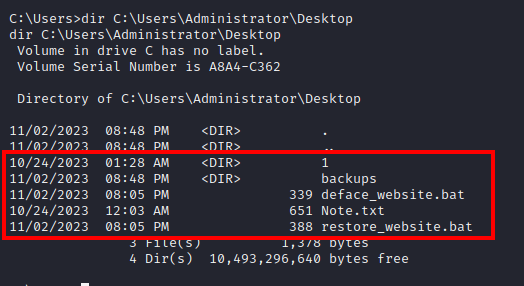 C:\Users>dir C:\Users\Administrator\Desktop
dir C:\Users\Administrator\Desktop
Volume in drive C has no label.
Volume Serial Number is A8A4-C362
Directory of C:\Users\Administrator\Desktop
11/02/2023 08:48 PM <DIR> .
11/02/2023 08:48 PM <DIR> ..
10/24/2023 01:28 AM <DIR> 1
11/02/2023 08:48 PM <DIR> backups
11/02/2023 08:05 PM 339 deface_website.bat
10/24/2023 12:03 AM 651 Note.txt
11/02/2023 08:05 PM 388 restore_website.bat
3 File(s) 1,378 bytes
4 Dir(s) 10,493,296,640 bytes free